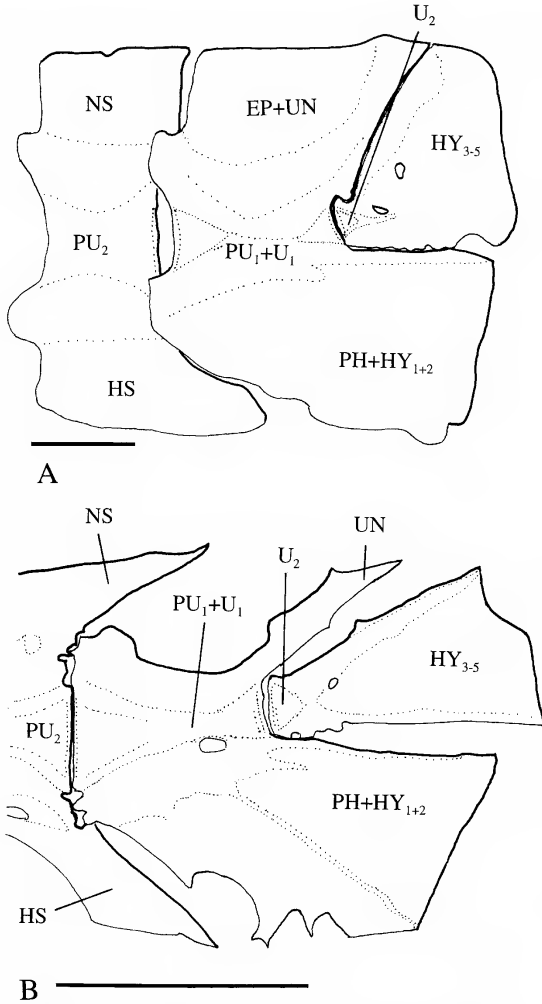 U₂
NS
EP+UN
HY₃₋₅
PU₂
PU₁+U₁
PH+HY₁₊₂
HS
A
NS
UN
U₂
PU₁+U₁
HY₃₋₅
PU₂
PH+HY₁₊₂
HS
B